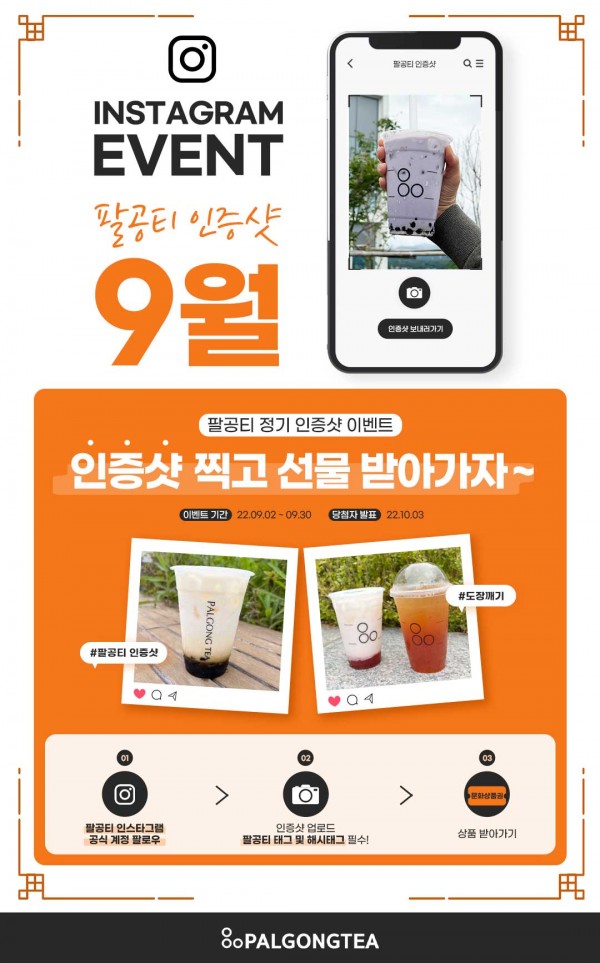 INSTAGRAM
EVENT
팔공티 인증샷
9월
팔공티 인증샷
인증샷 보내러가기
팔공티 정기 인증샷 이벤트
인증샷 찍고 선물 받아가자~
이벤트 기간 22.09.02 ~ 09.30 당첨자 발표 22.10.03
PALGONG TEA
#팔공티 인증샷
#도장깨기
01
팔공티 인스타그램
공식 계정 팔로우
02
인증샷 업로드
팔공티 태그 및 해시태그 필수!
03
문화상품권
상품 받아가기
PALGONGTEA